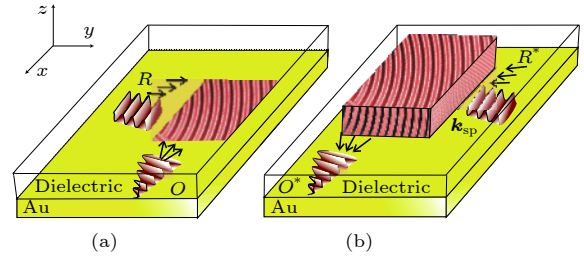 z
y
x
R
Dielectric
O
Au
(a)
R*
k_sp
O*
Dielectric
Au
(b)